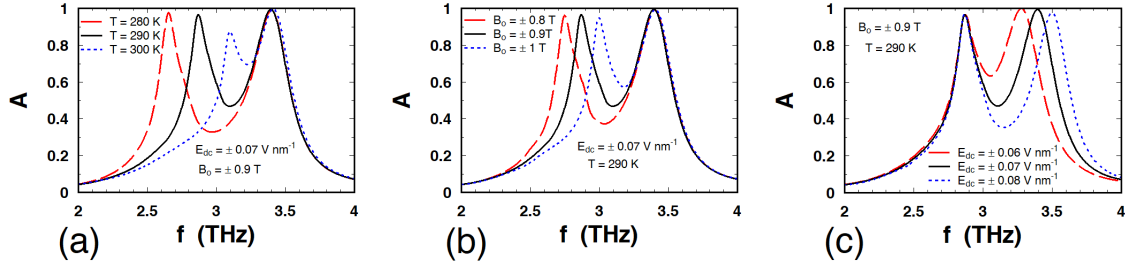 1
0.8
0.6
0.4
0.2
0
A
T = 280 K
T = 290 K
T = 300 K
E_dc = ± 0.07 V nm⁻¹
B_o = ± 0.9 T
2 2.5 3 3.5 4
f (THz)
(a)
1
0.8
0.6
0.4
0.2
0
A
B_o = ± 0.8 T
B_o = ± 0.9T
B_o = ± 1 T
E_dc = ± 0.07 V nm⁻¹
T = 290 K
2 2.5 3 3.5 4
f (THz)
(b)
1
0.8
0.6
0.4
0.2
0
A
B_o = ± 0.9 T
T = 290 K
E_dc = ± 0.06 V nm⁻¹
E_dc = ± 0.07 V nm⁻¹
E_dc = ± 0.08 V nm⁻¹
2 2.5 3 3.5 4
f (THz)
(c)